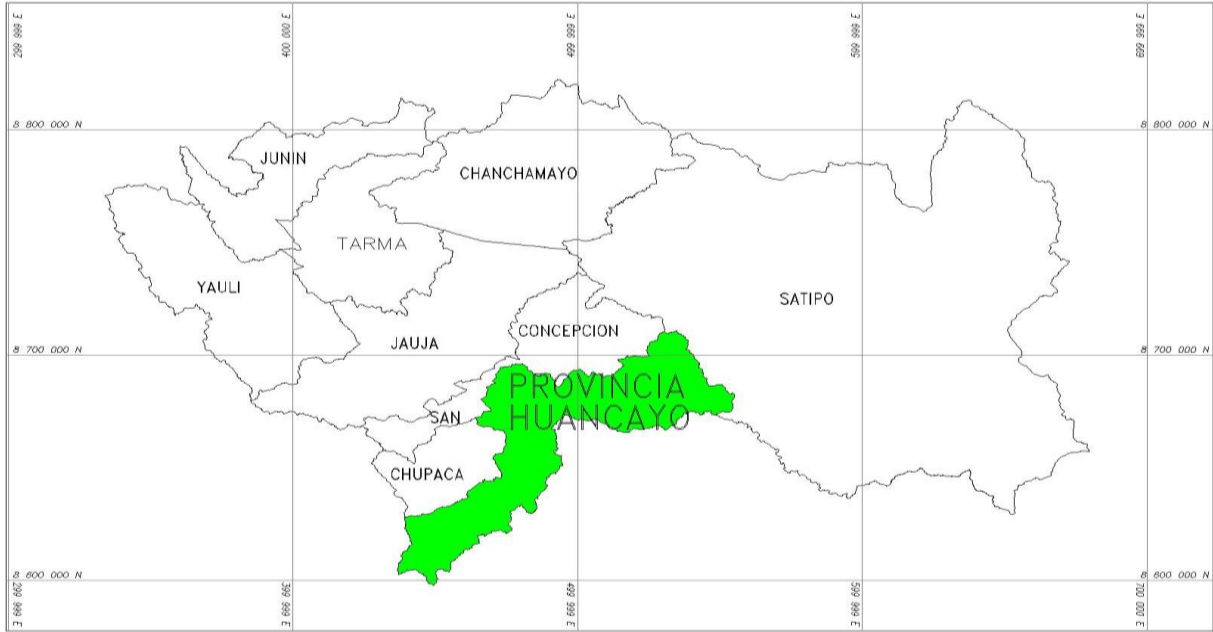 299 999 E
400 000 E
499 999 E
599 999 E
699 999 E
8 800 000 N
8 800 000 N
JUNIN
CHANCHAMAYO
TARMA
YAULI
SATIPO
CONCEPCION
JAUJA
8 700 000 N
8 700 000 N
PROVINCIA
HUANCAYO
SAN
CHUPACA
8 600 000 N
8 600 000 N
299 999 E
399 999 E
499 999 E
599 999 E
700 000 E